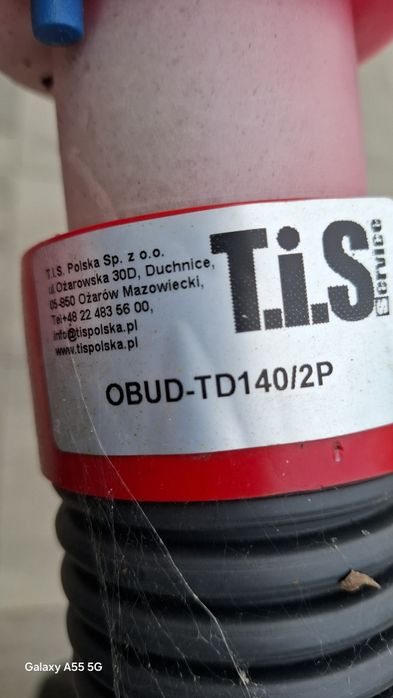 T.I.S. Polska Sp. z o.o.
ul.Ożarowska 30D, Duchnice,
05-850 Ożarów Mazowiecki,
Tel+48 22 483 56 00,
info@tispolska.pl
www.tispolska.pl
T.i.S
Service
OBUD-TD140/2P
Galaxy A55 5G